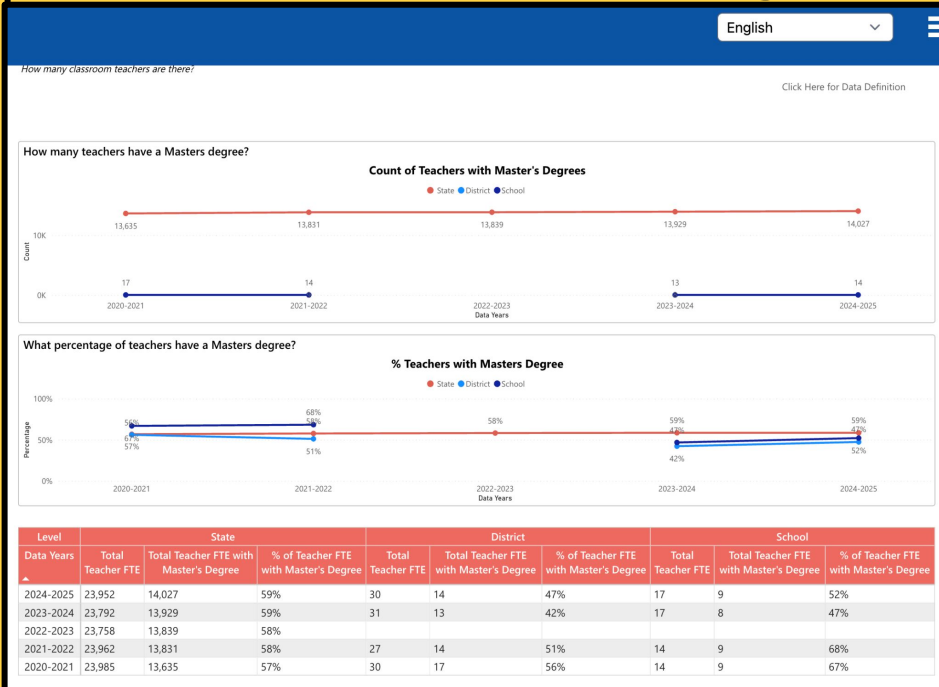 English
How many classroom teachers are there?
Click Here for Data Definition
How many teachers have a Masters degree?
Count of Teachers with Master's Degrees
State District School
13,635 13,831 13,839 13,929 14,027
10K
Count
17 14 13 14
0K
2020-2021 2021-2022 2022-2023 2023-2024 2024-2025
Data Years
What percentage of teachers have a Masters degree?
% Teachers with Masters Degree
State District School
100%
68%
56% 58% 58% 59% 59%
67% 47% 47%
57% 51% 42% 52%
50%
Percentage
0%
2020-2021 2021-2022 2022-2023 2023-2024 2024-2025
Data Years
Level State District School
Data Years Total Teacher FTE Total Teacher FTE with Master's Degree % of Teacher FTE with Master's Degree Total Teacher FTE Total Teacher FTE with Master's Degree % of Teacher FTE with Master's Degree Total Teacher FTE Total Teacher FTE with Master's Degree % of Teacher FTE with Master's Degree
2024-2025 23,952 14,027 59% 30 14 47% 17 9 52%
2023-2024 23,792 13,929 59% 31 13 42% 17 8 47%
2022-2023 23,758 13,839 58%
2021-2022 23,962 13,831 58% 27 14 51% 14 9 68%
2020-2021 23,985 13,635 57% 30 17 56% 14 9 67%